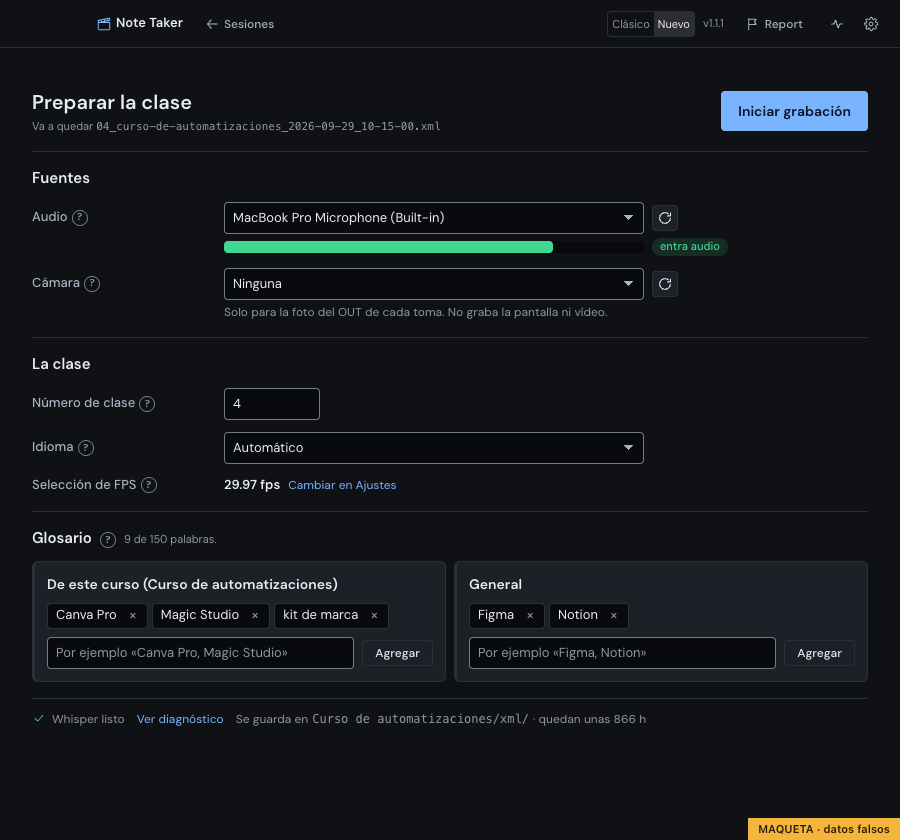 Note Taker
Sesiones
Clásico Nuevo v1.1.1 Report
Preparar la clase
Va a quedar 04_curso-de-automatizaciones_2026-09-29_10-15-00.xml
Iniciar grabación
Fuentes
Audio ?
MacBook Pro Microphone (Built-in)
entra audio
Cámara ?
Ninguna
Solo para la foto del OUT de cada toma. No graba la pantalla ni vídeo.
La clase
Número de clase ?
4
Idioma ?
Automático
Selección de FPS ?
29.97 fps Cambiar en Ajustes
Glosario ? 9 de 150 palabras.
De este curso (Curso de automatizaciones)
Canva Pro × Magic Studio × kit de marca ×
Por ejemplo «Canva Pro, Magic Studio»
Agregar
General
Figma × Notion ×
Por ejemplo «Figma, Notion»
Agregar
Whisper listo Ver diagnóstico Se guarda en Curso de automatizaciones/xml/ · quedan unas 866 h
MAQUETA · datos falsos